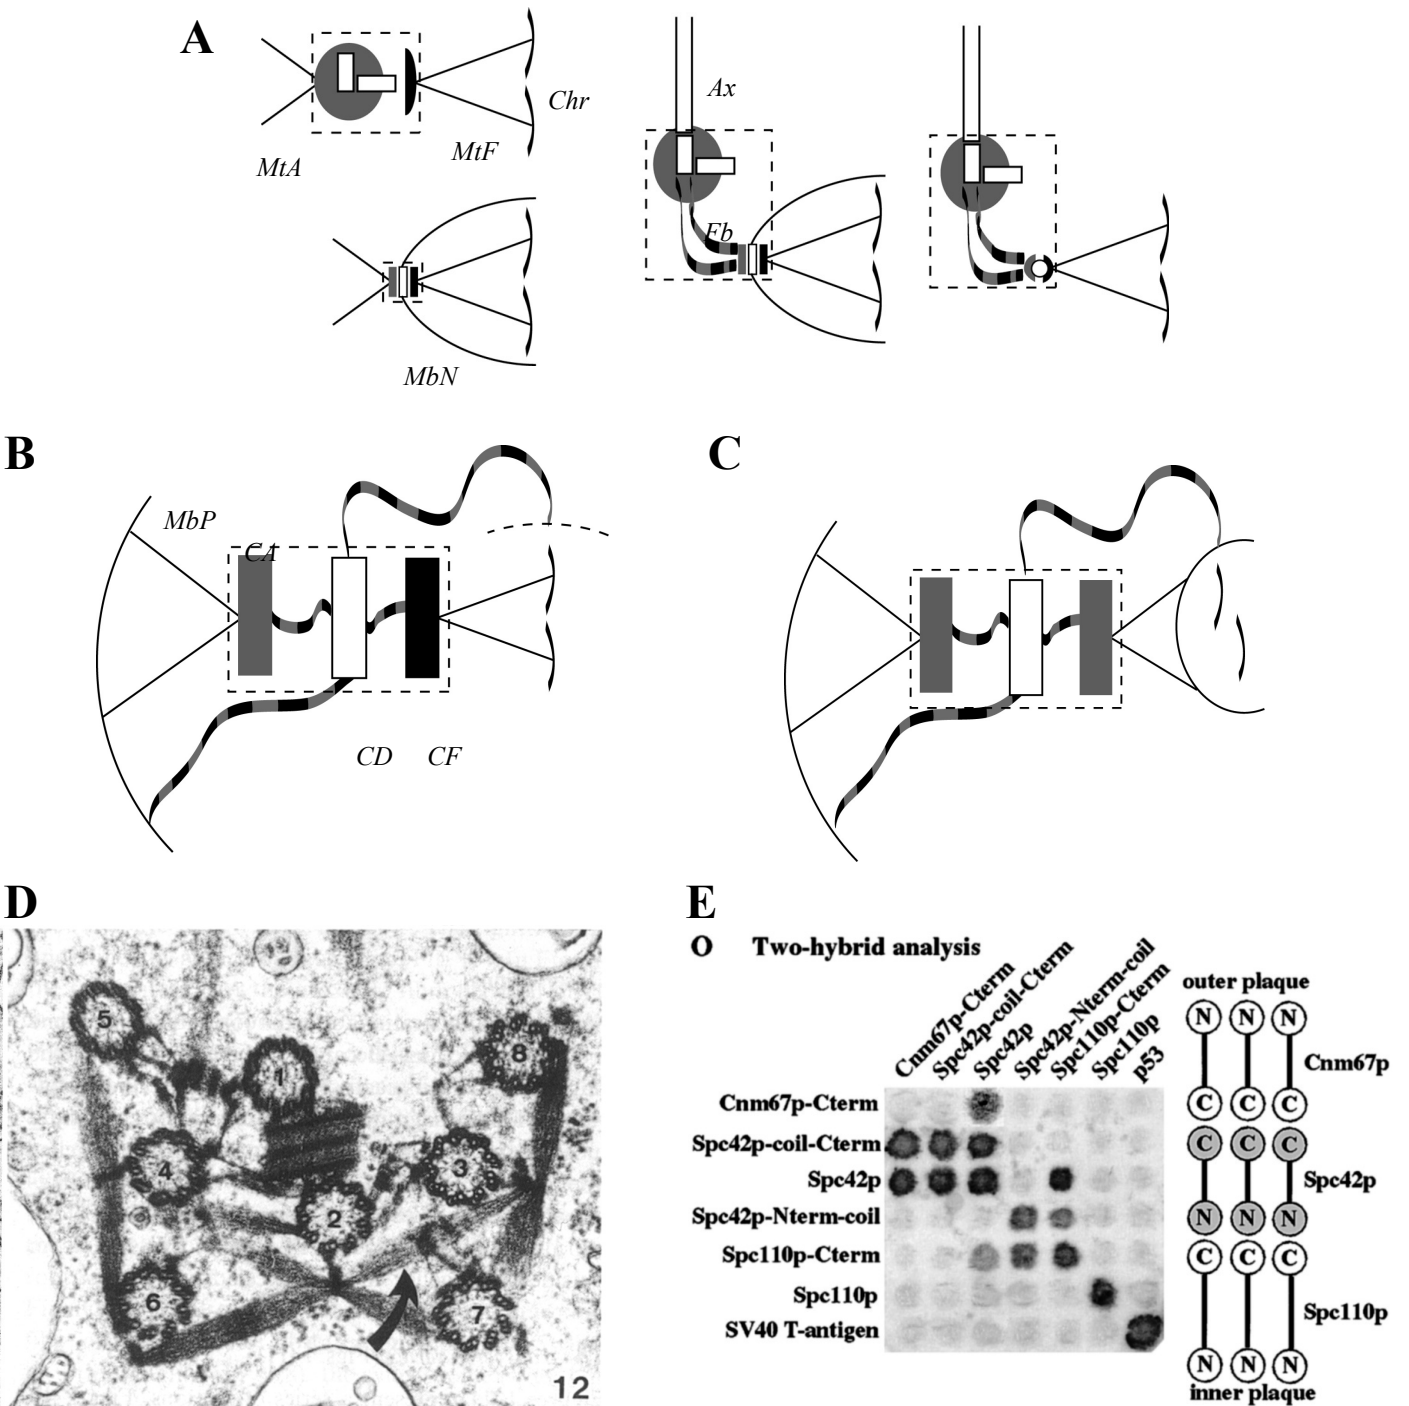 A
MtA
MtF
Chr
MbN
Ax
Fb
B
MbP
CA
CD
CF
C
D
5
1
8
4
3
2
6
7
12
E
O Two-hybrid analysis
Cnm67p-Cterm
Spc42p-coil-Cterm
Spc42p
Spc42p-Nterm-coil
Spc110p-Cterm
Spc110p
p53
Cnm67p-Cterm
Spc42p-coil-Cterm
Spc42p
Spc42p-Nterm-coil
Spc110p-Cterm
Spc110p
SV40 T-antigen
outer plaque
N N N
Cnm67p
C C C
C C C
Spc42p
N N N
C C C
Spc110p
N N N
inner plaque